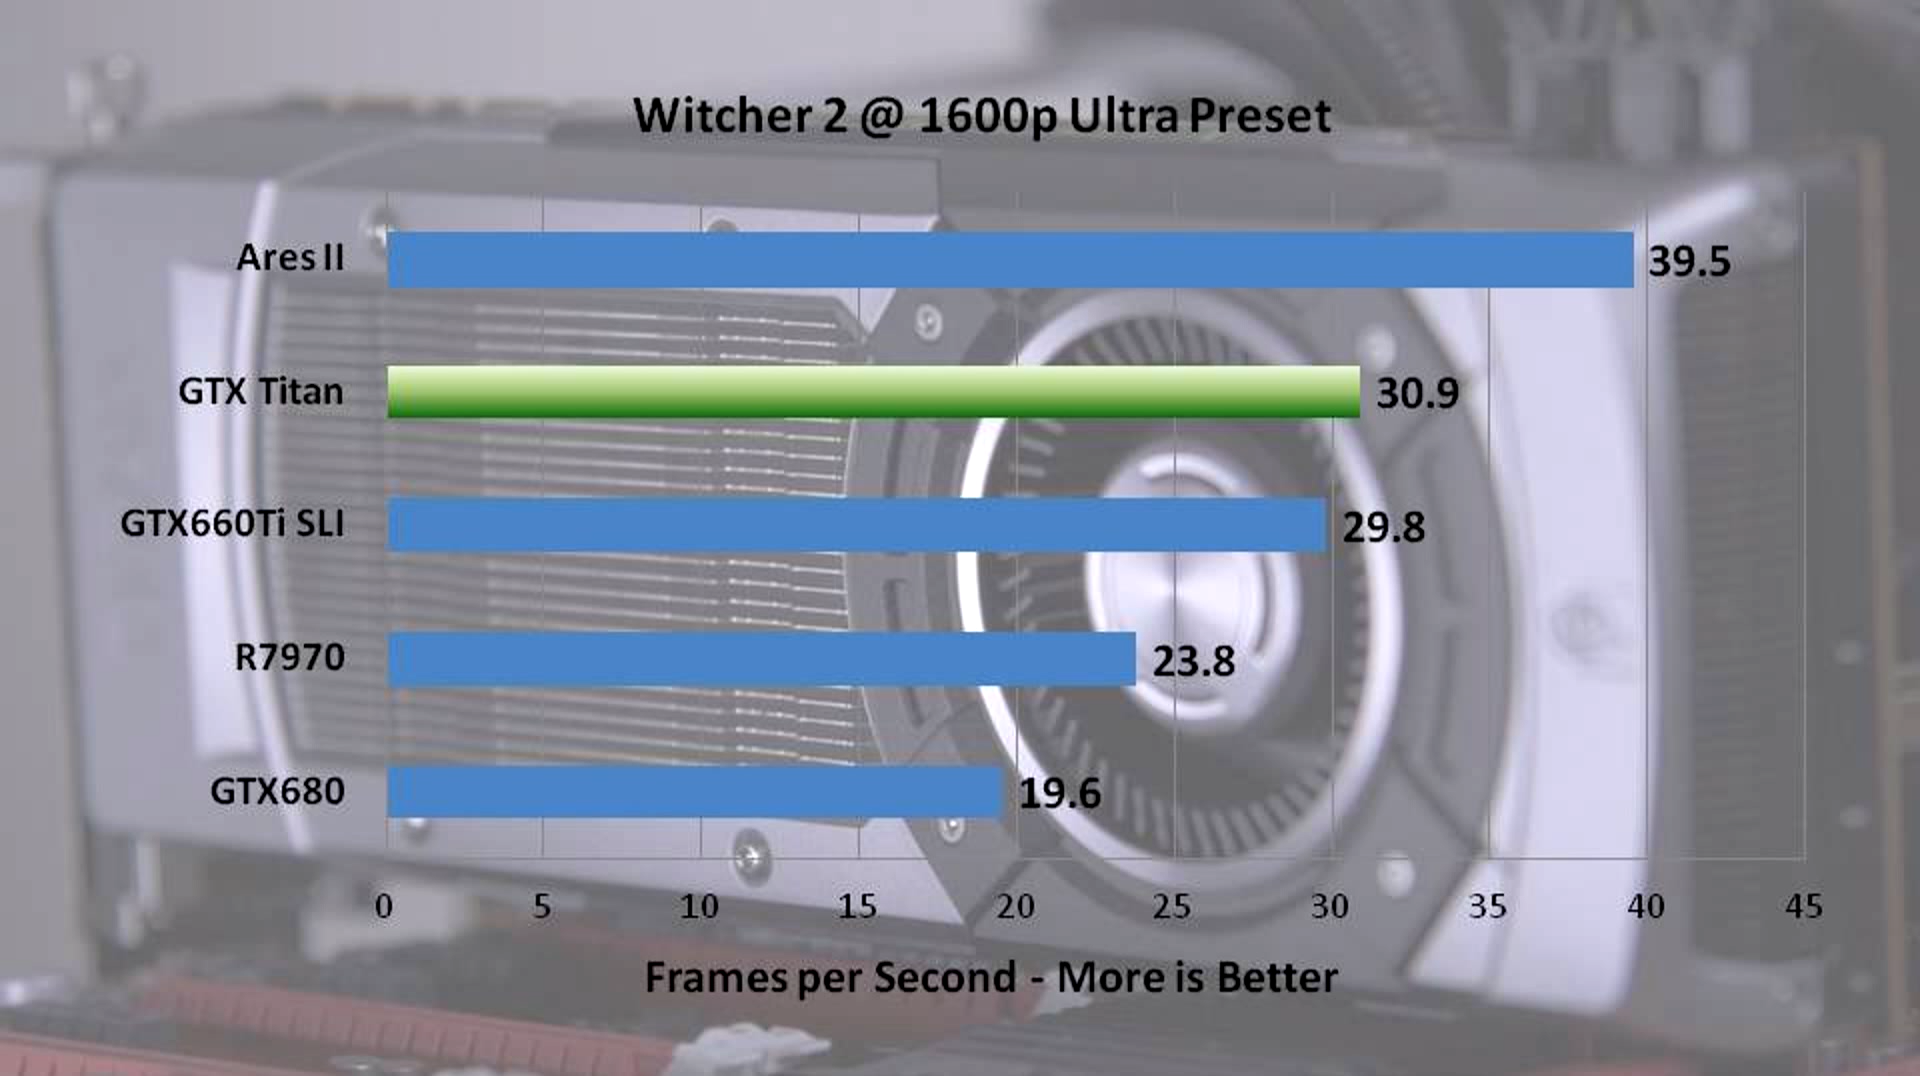 Witcher 2 @ 1600p Ultra Preset
Ares II
39.5
GTX Titan
30.9
GTX660Ti SLI
29.8
R7970
23.8
GTX680
19.6
0 5 10 15 20 25 30 35 40 45
Frames per Second - More is Better